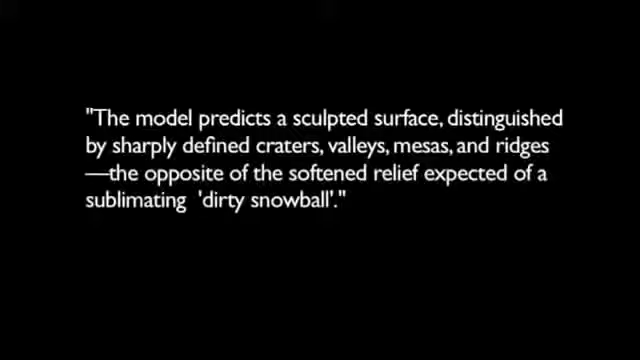 "The model predicts a sculpted surface, distinguished
by sharply defined craters, valleys, mesas, and ridges
—the opposite of the softened relief expected of a
sublimating 'dirty snowball'."